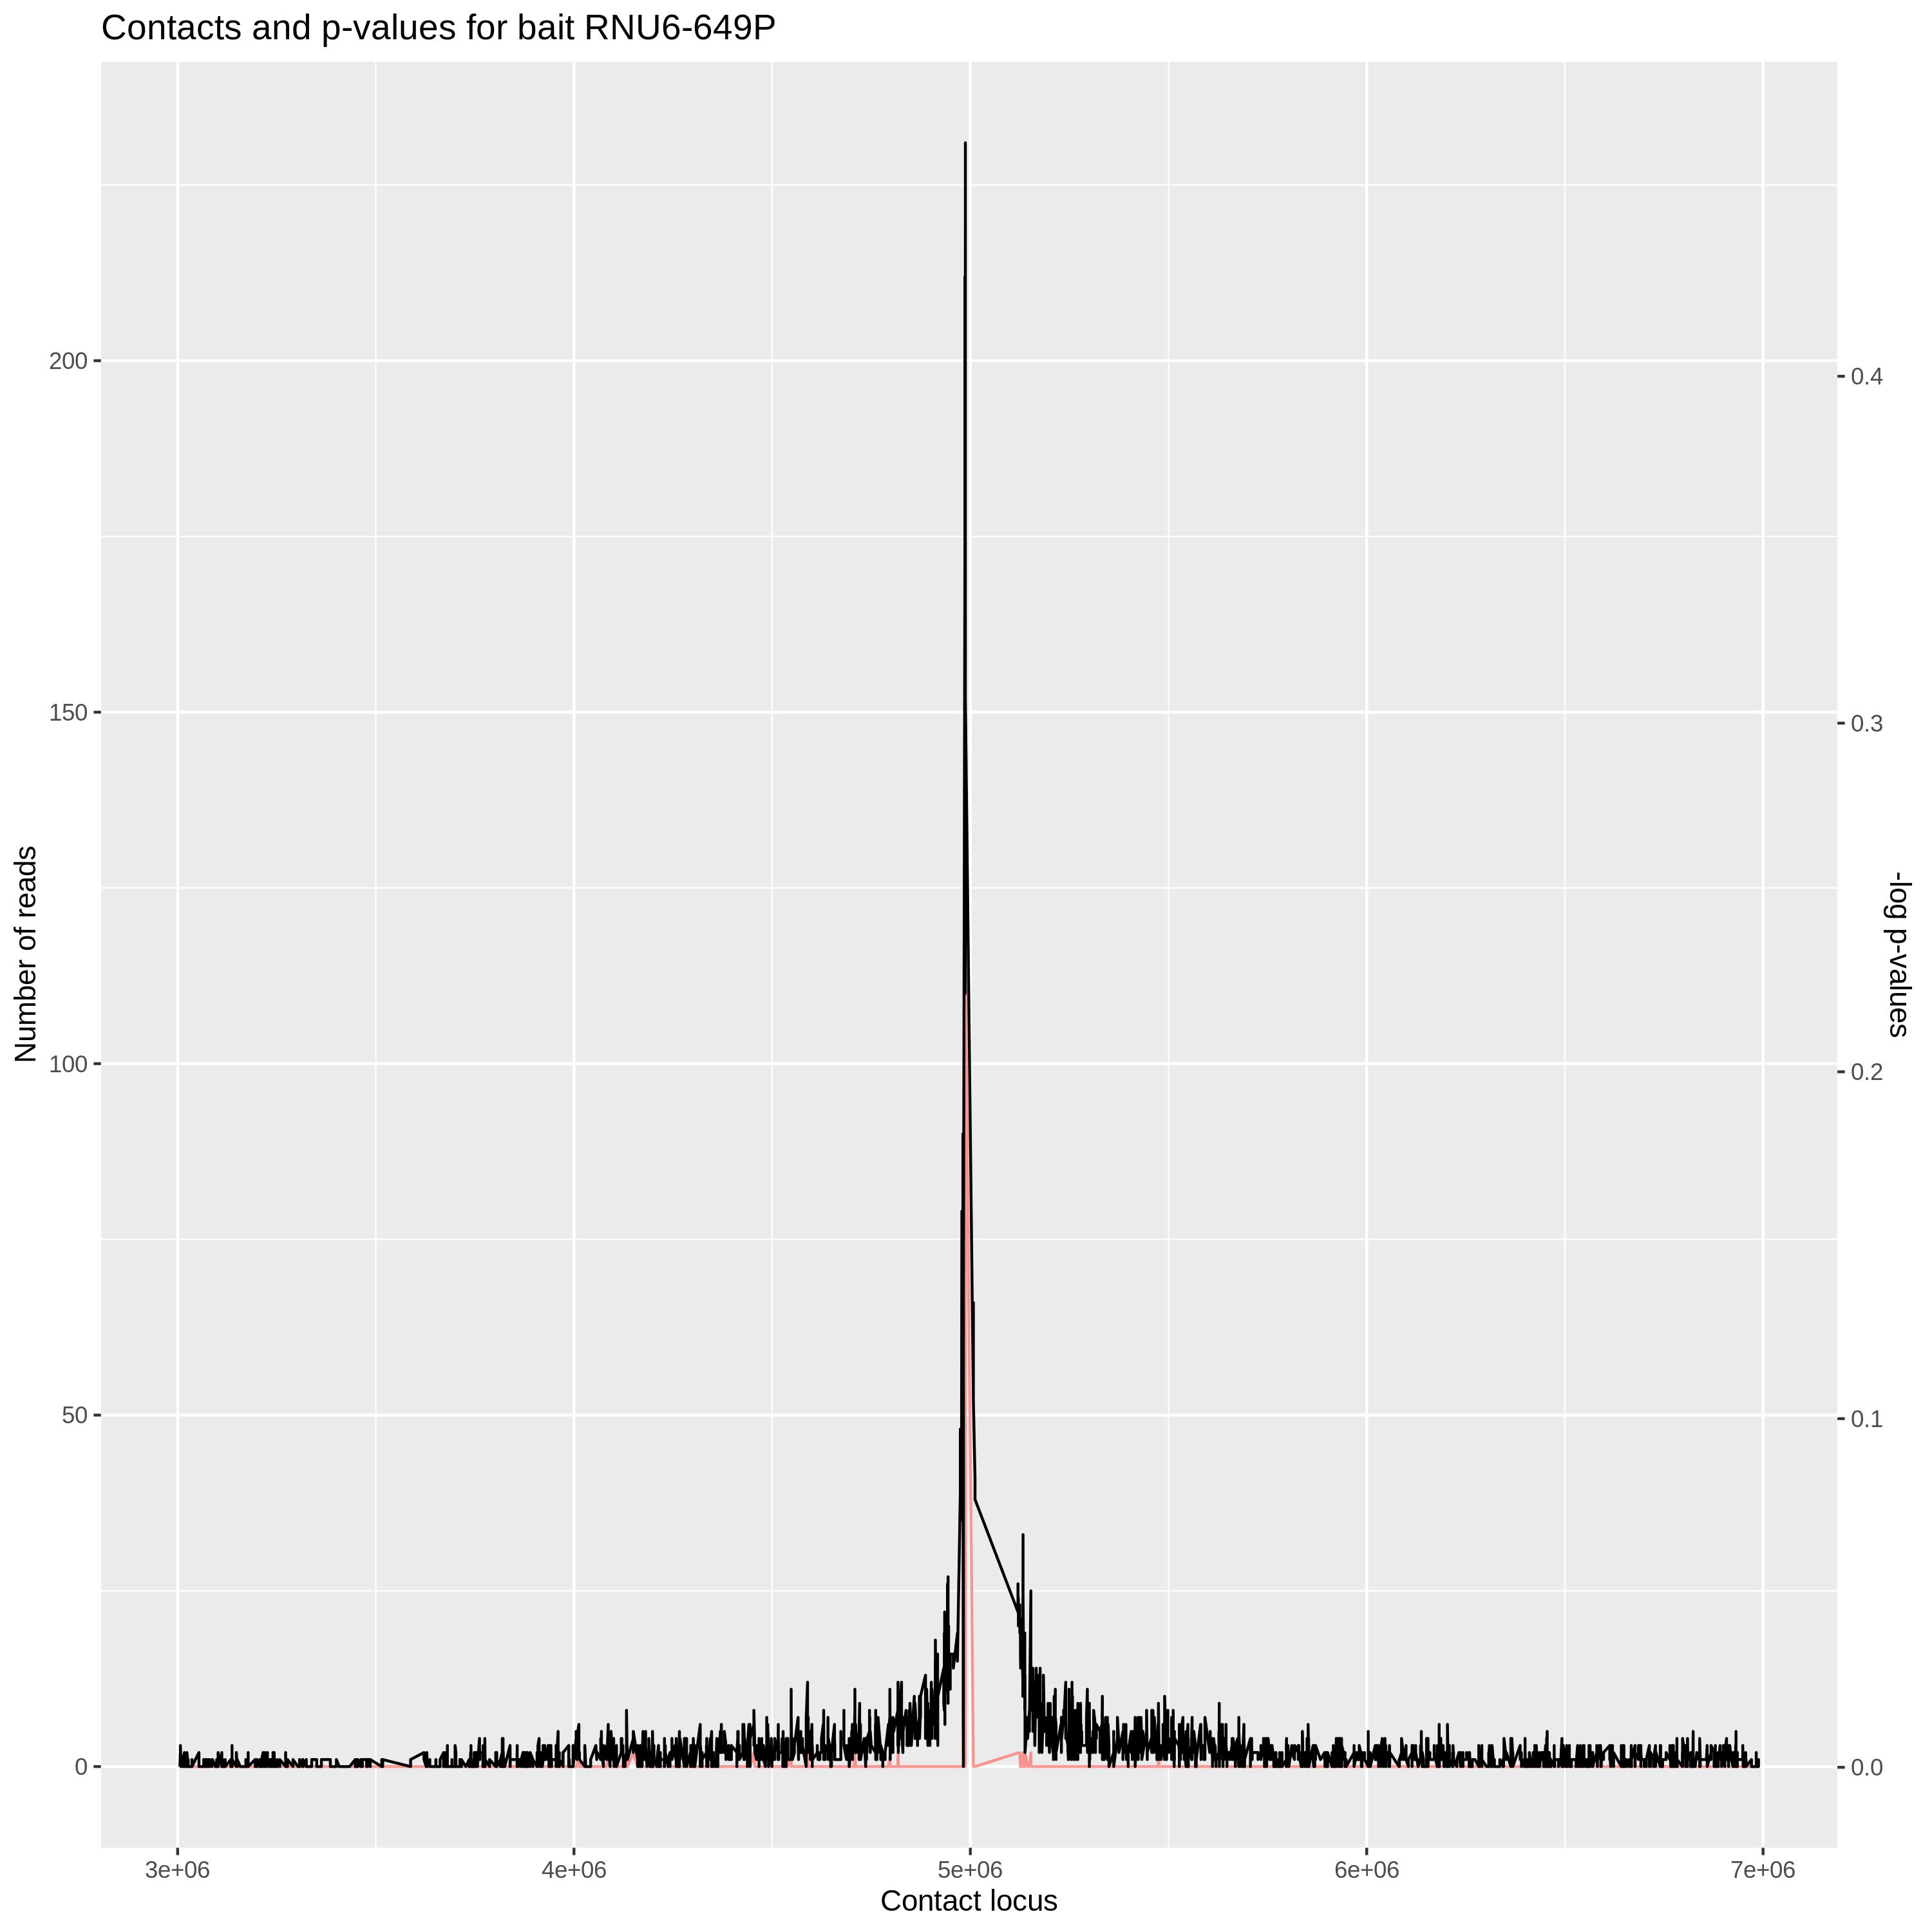 Contacts and p-values for bait RNU6-649P
200
150
100
50
0
Number of reads
0.4
0.3
0.2
0.1
0.0
-log p-values
3e+06
4e+06
5e+06
6e+06
7e+06
Contact locus